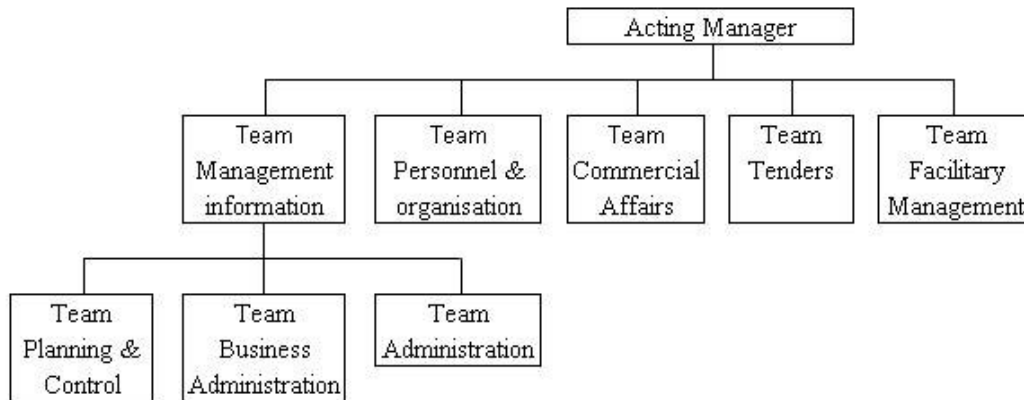 Acting Manager
Team
Management
information
Team
Personnel &
organisation
Team
Commercial
Affairs
Team
Tenders
Team
Facilitary
Management
Team
Planning &
Control
Team
Business
Administration
Team
Administration